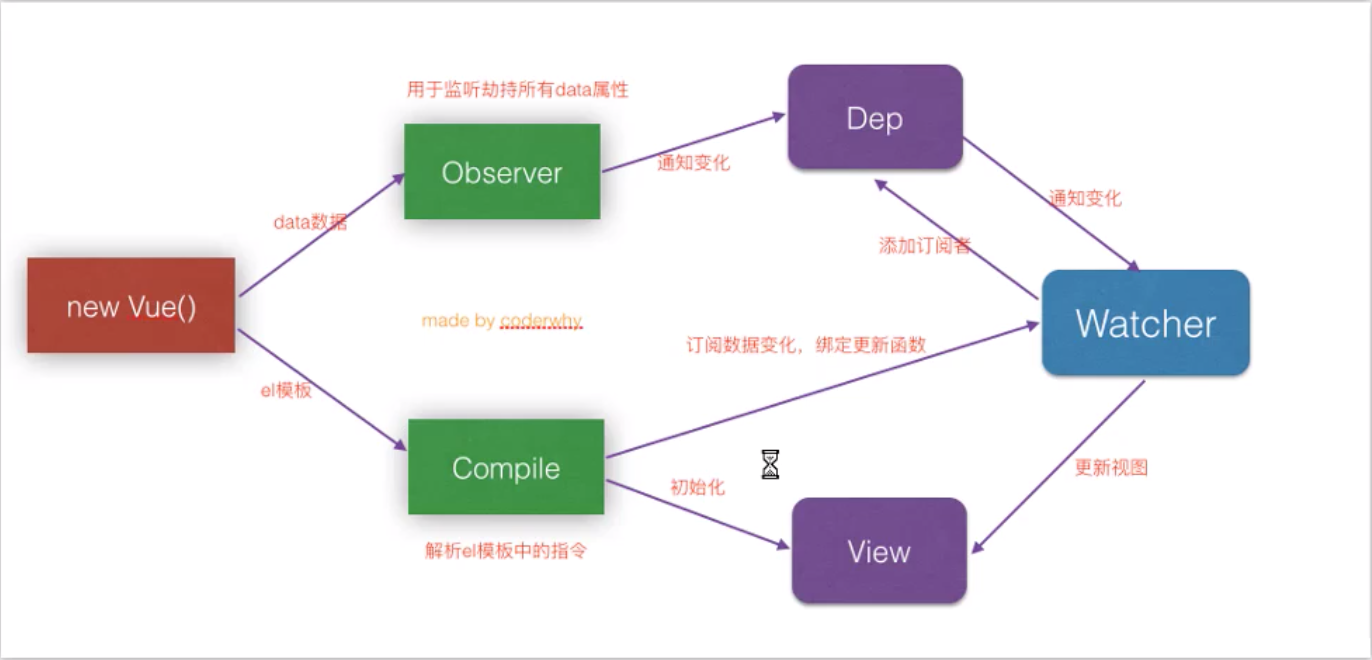 用于监听劫持所有data属性
Dep
Observer
通知变化
通知变化
data数据
添加订阅者
new Vue()
made by coderwhy
Watcher
订阅数据变化，绑定更新函数
el模板
Compile
更新视图
初始化
解析el模板中的指令
View